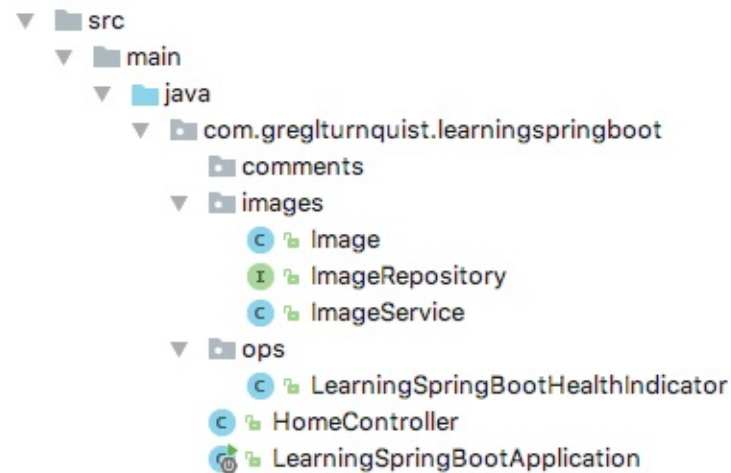 src
main
java
com.greglturnquist.learningspringboot
comments
images
C Image
I ImageRepository
C ImageService
ops
C LearningSpringBootHealthIndicator
C HomeController
C LearningSpringBootApplication